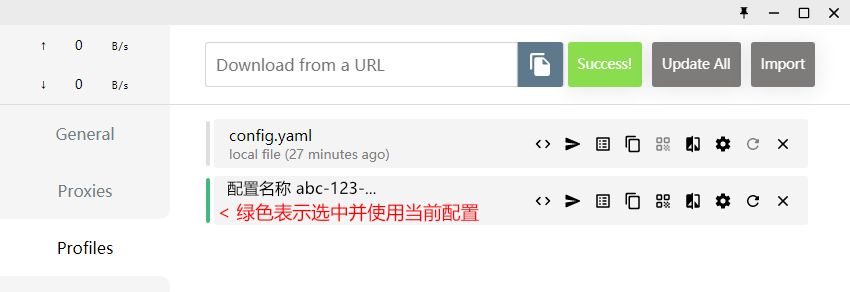 ↑ 0 B/s
↓ 0 B/s
Download from a URL
Success!
Update All
Import
General
Proxies
Profiles
config.yaml
local file (27 minutes ago)
配置名称 abc-123-...
< 绿色表示选中并使用当前配置